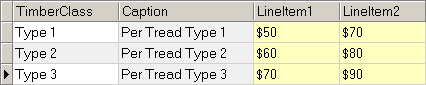 TimberClass Caption LineItem1 LineItem2
Type 1 Per Tread Type 1 $50 $70
Type 2 Per Tread Type 2 $60 $80
Type 3 Per Tread Type 3 $70 $90